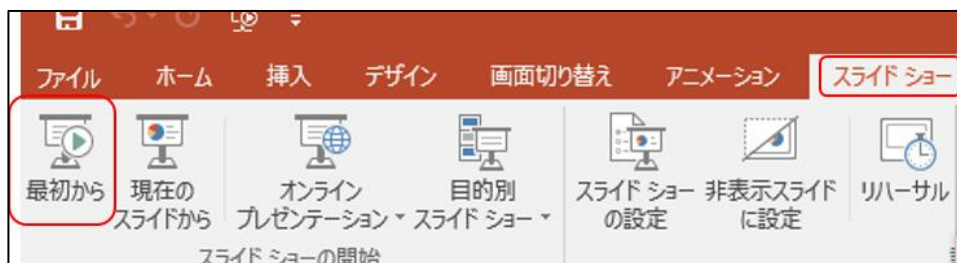 ファイル ホーム 挿入 デザイン 画面切り替え アニメーション スライド ショー
最初から 現在の オンライン 目的別 スライド ショー 非表示スライド リハーサル
スライドから プレゼンテーション スライド ショー の設定 に設定
スライド ショーの開始